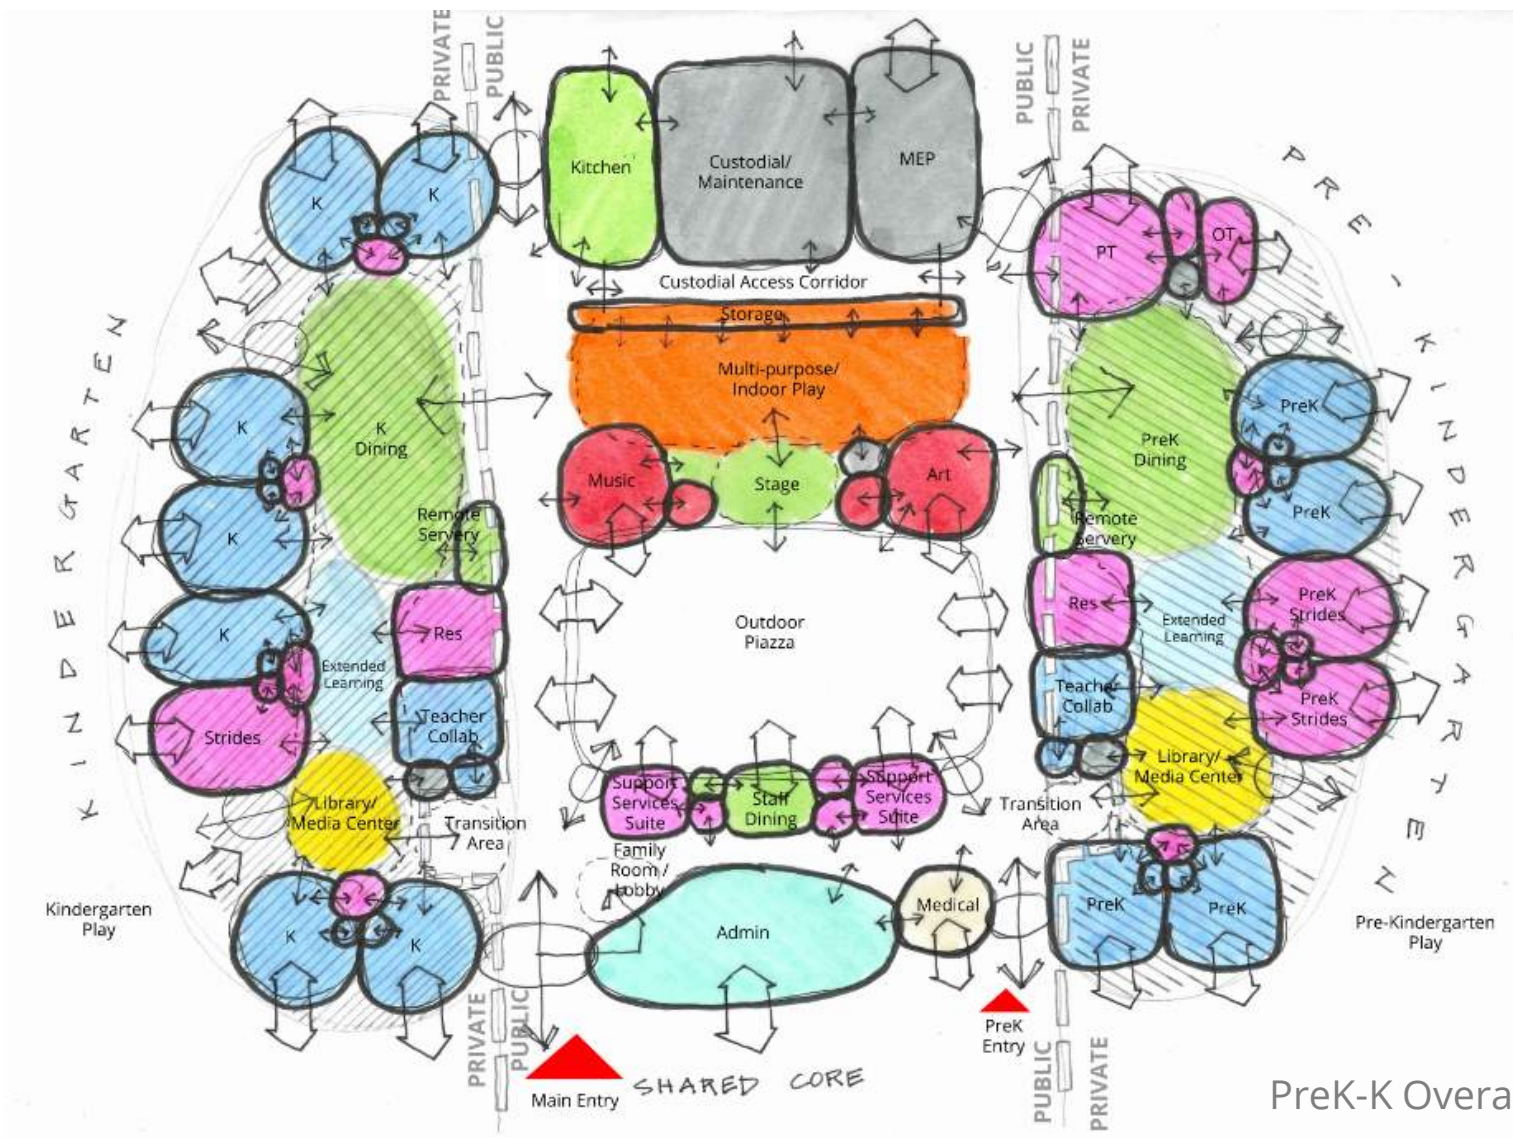 PRIVATE
PUBLIC
PUBLIC
PRIVATE
K
K
Kitchen
Custodial/
Maintenance
MEP
PT
OT
PRE-KINDERGARTEN
KINDERGARTEN
Custodial Access Corridor
Storage
Multi-purpose/
Indoor Play
K
K
Dining
PreK
PreK
Dining
Music
Stage
Art
Remote
Servery
Remote
Servery
PreK
K
K
Res
Extended
Learning
Outdoor
Piazza
Res
Extended
Learning
PreK
Strides
Strides
Teacher
Collab
Teacher
Collab
PreK
Strides
Library/
Media Center
Transition
Area
Support
Services
Suite
Staff
Dining
Support
Services
Suite
Transition
Area
Library/
Media Center
Family
Room /
Lobby
Kindergarten
Play
K
K
Admin
Medical
PreK
PreK
Pre-Kindergarten
Play
PRIVATE
PUBLIC
Main Entry
SHARED CORE
PreK
Entry
PUBLIC
PRIVATE
PreK-K Overa